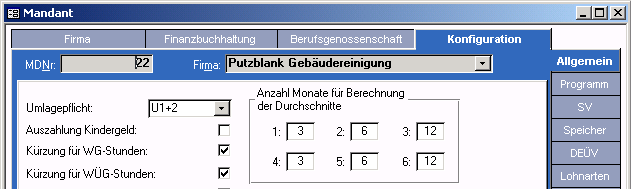 Mandant
Firma Finanzbuchhaltung Berufsgenossenschaft Konfiguration
MDNr: 22 Firma: Putzblank Gebäudereinigung
Allgemein
Programm
SV
Speicher
DEÜV
Lohnarten
Umlagepflicht: U1+2
Auszahlung Kindergeld:
Kürzung für WG-Stunden:
Kürzung für WÜG-Stunden:
Anzahl Monate für Berechnung
der Durchschnitte
1: 3 2: 6 3: 12
4: 3 5: 6 6: 12